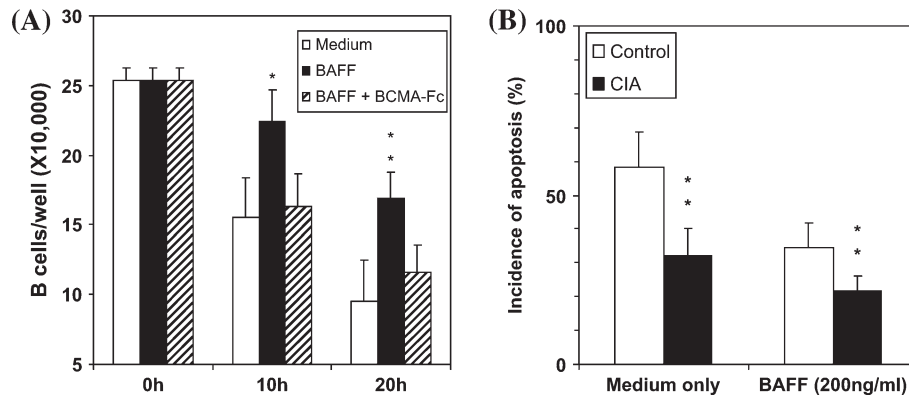 (A)
30
25
20
15
10
5
B cells/well (X10,000)
Medium
BAFF
BAFF + BCMA-Fc
*
*
*
0h
10h
20h
(B)
100
50
0
Incidence of apoptosis (%)
Control
CIA
*
*
*
*
Medium only
BAFF (200ng/ml)